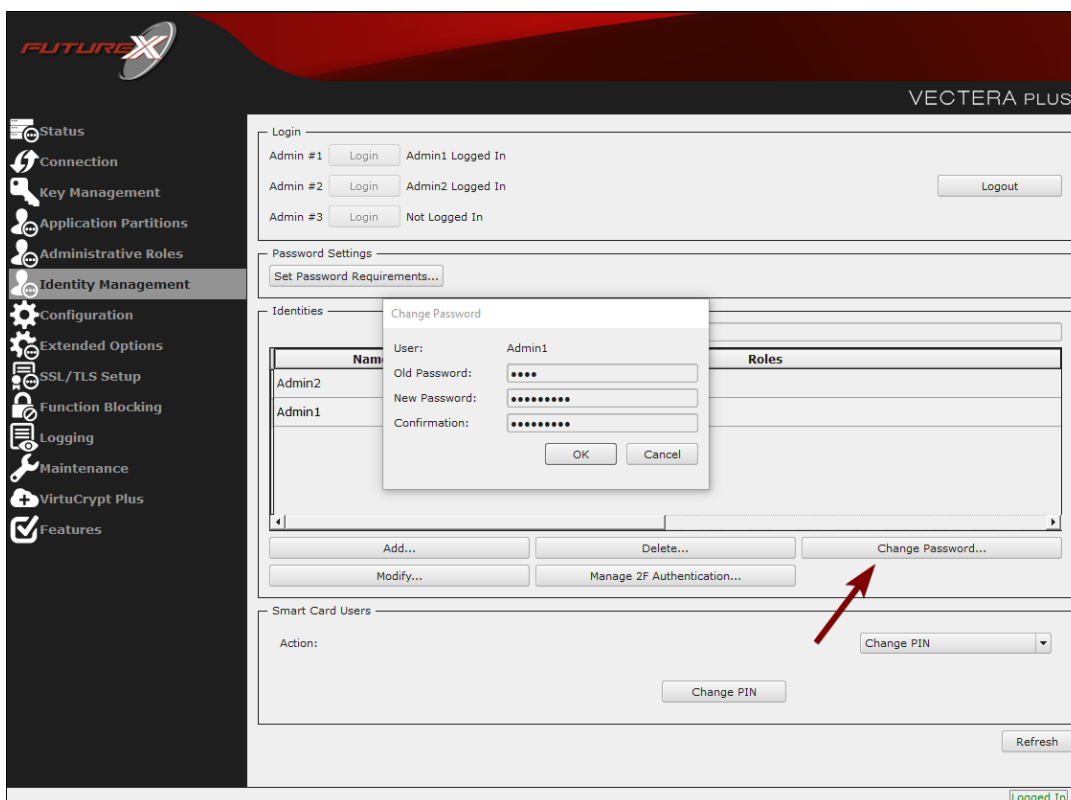 FUTUREX
VECTERA PLUS
Status
Connection
Key Management
Application Partitions
Administrative Roles
Identity Management
Configuration
Extended Options
SSL/TLS Setup
Function Blocking
Logging
Maintenance
VirtuCrypt Plus
Features
Login
Admin #1 Login Admin1 Logged In
Admin #2 Login Admin2 Logged In
Logout
Admin #3 Login Not Logged In
Password Settings
Set Password Requirements...
Identities
Name Roles
Admin2
Admin1
Change Password
User: Admin1
Old Password: ••••
New Password: •••••••••
Confirmation: •••••••••
OK Cancel
Add... Delete... Change Password...
Modify... Manage 2F Authentication...
Smart Card Users
Action: Change PIN
Change PIN
Refresh
Logged In